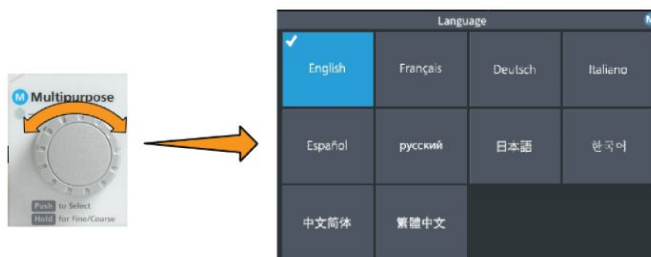 M Multipurpose
Push to Select
Hold for Fine/Coarse
Language M
English Français Deutsch Italiano
Español русский 日本語 한국어
中文简体 繁體中文